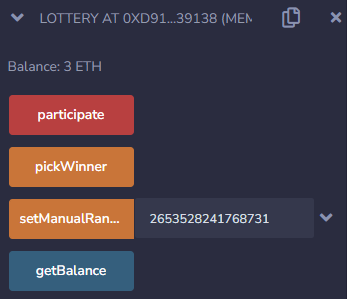 LOTTERY AT 0XD91...39138 (MEM
Balance: 3 ETH
participate
pickWinner
setManualRan... 2653528241768731
getBalance